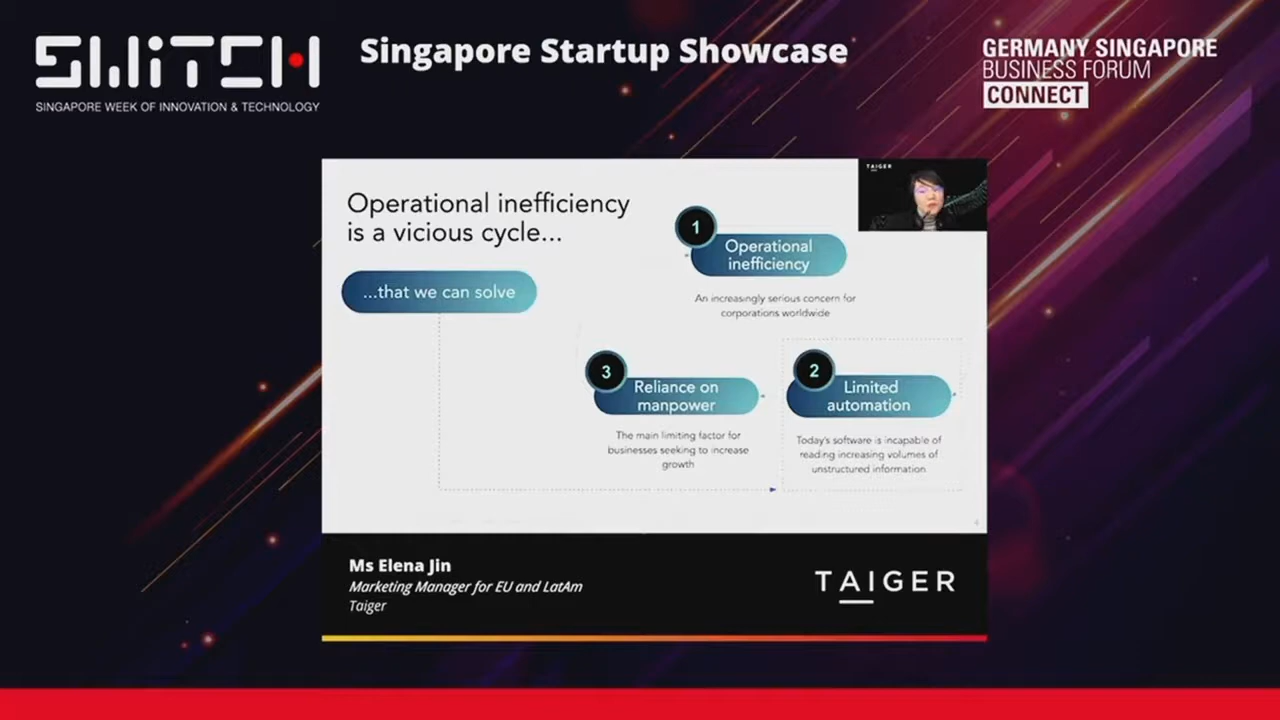 SWITCH
SINGAPORE WEEK OF INNOVATION & TECHNOLOGY
Singapore Startup Showcase
GERMANY SINGAPORE
BUSINESS FORUM
CONNECT
TAIGER
Operational inefficiency
is a vicious cycle...
...that we can solve
1
Operational
inefficiency
An increasingly serious concern for
corporations worldwide
3
Reliance on
manpower
The main limiting factor for
businesses seeking to increase
growth
2
Limited
automation
Today's software is incapable of
reading increasing volumes of
unstructured information
4
Ms Elena Jin
Marketing Manager for EU and LatAm
Taiger
TAIGER